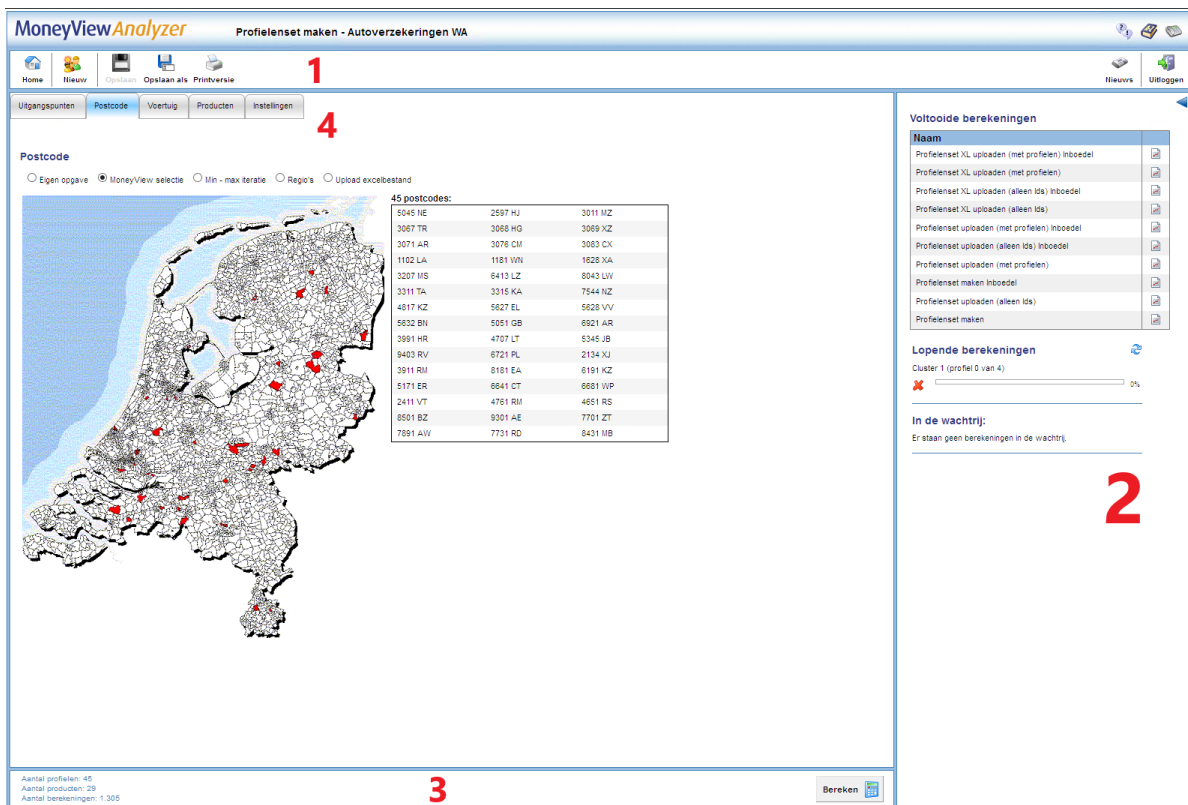 MoneyView Analyzer
Profielenset maken - Autoverzekeringen WA
Home Nieuw Opslaan Opslaan als Printversie
1
Nieuws Uitloggen
Uitgangspunten Postcode Voertuig Producten Instellingen
4
Postcode
Eigen opgave MoneyView selectie Min - max iteratie Regio's Upload excelbestand
45 postcodes:
5045 NE 2597 HJ 3011 MZ
3067 TR 3068 HG 3069 XZ
3071 AR 3076 CM 3083 CX
1102 LA 1181 WN 1628 XA
3207 MS 6413 LZ 8043 LW
3311 TA 3315 KA 7544 NZ
4817 KZ 5627 EL 5628 VV
5632 BN 5051 GB 6921 AR
3991 HR 4707 LT 5345 JB
9403 RV 6721 PL 2134 XJ
3911 RM 8181 EA 6191 KZ
5171 ER 6641 CT 6681 WP
2411 VT 4761 RM 4651 RS
8501 BZ 9301 AE 7701 ZT
7891 AW 7731 RD 8431 MB
Voltooide berekeningen
Naam
Profielenset XL uploaden (met profielen) Inboedel
Profielenset XL uploaden (met profielen)
Profielenset XL uploaden (alleen Ids) Inboedel
Profielenset XL uploaden (alleen Ids)
Profielenset uploaden (met profielen) Inboedel
Profielenset uploaden (alleen Ids) Inboedel
Profielenset uploaden (met profielen)
Profielenset maken Inboedel
Profielenset uploaden (alleen Ids)
Profielenset maken
Lopende berekeningen
Cluster 1 (profiel 0 van 4)
0%
In de wachtrij:
Er staan geen berekeningen in de wachtrij.
2
Aantal profielen: 45
Aantal producten: 29
Aantal berekeningen: 1.305
3
Bereken